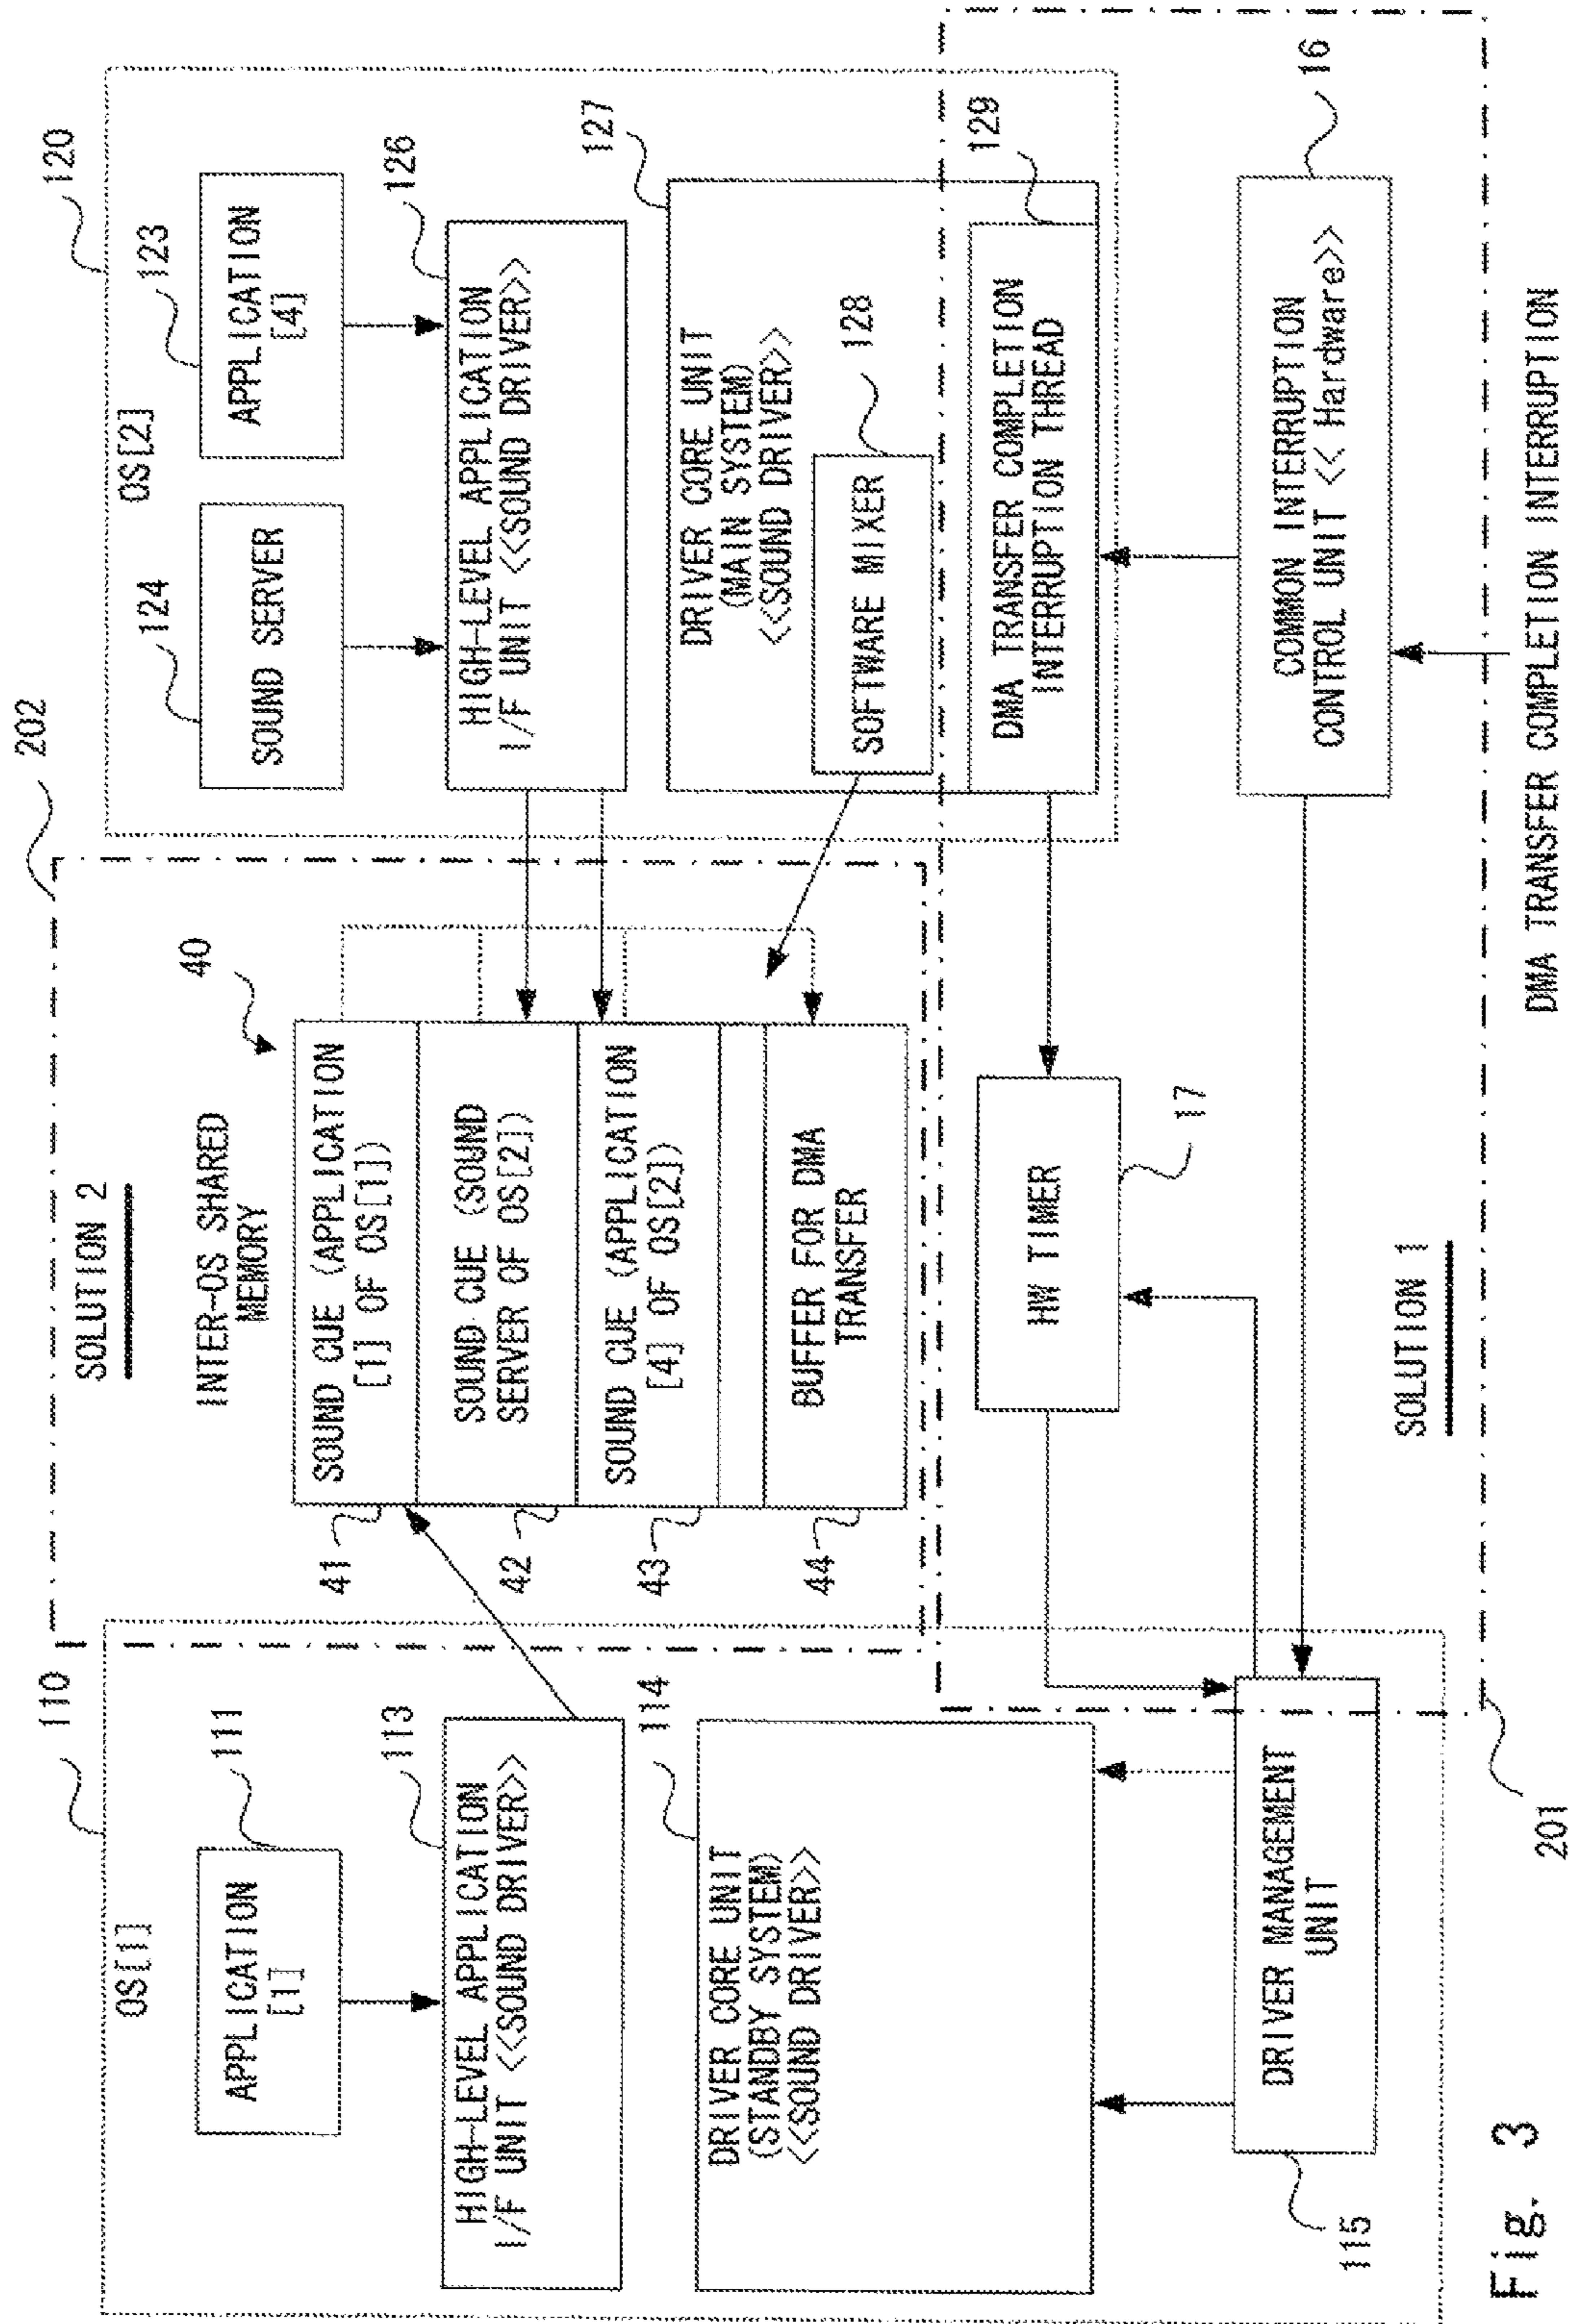 110
OS[1]
APPLICATION
[1]
111
HIGH-LEVEL APPLICATION
I/F UNIT <<SOUND DRIVER>>
113
DRIVER CORE UNIT
(STANDBY SYSTEM)
<<SOUND DRIVER>>
114
DRIVER MANAGEMENT
UNIT
115
202
SOLUTION 2
INTER-OS SHARED
MEMORY
40
SOUND CUE (APPLICATION
[1] OF OS[1])
41
SOUND CUE (SOUND
SERVER OF OS[2])
42
SOUND CUE (APPLICATION
[4] OF OS[2])
43
BUFFER FOR DMA
TRANSFER
44
HW TIMER
17
SOLUTION 1
201
120
OS[2]
124
SOUND SERVER
123
APPLICATION
[4]
126
HIGH-LEVEL APPLICATION
I/F UNIT <<SOUND DRIVER>>
127
DRIVER CORE UNIT
(MAIN SYSTEM)
<<SOUND DRIVER>>
128
SOFTWARE MIXER
129
DMA TRANSFER COMPLETION
INTERRUPTION THREAD
16
COMMON INTERRUPTION
CONTROL UNIT << Hardware>>
DMA TRANSFER COMPLETION INTERRUPTION
Fig. 3